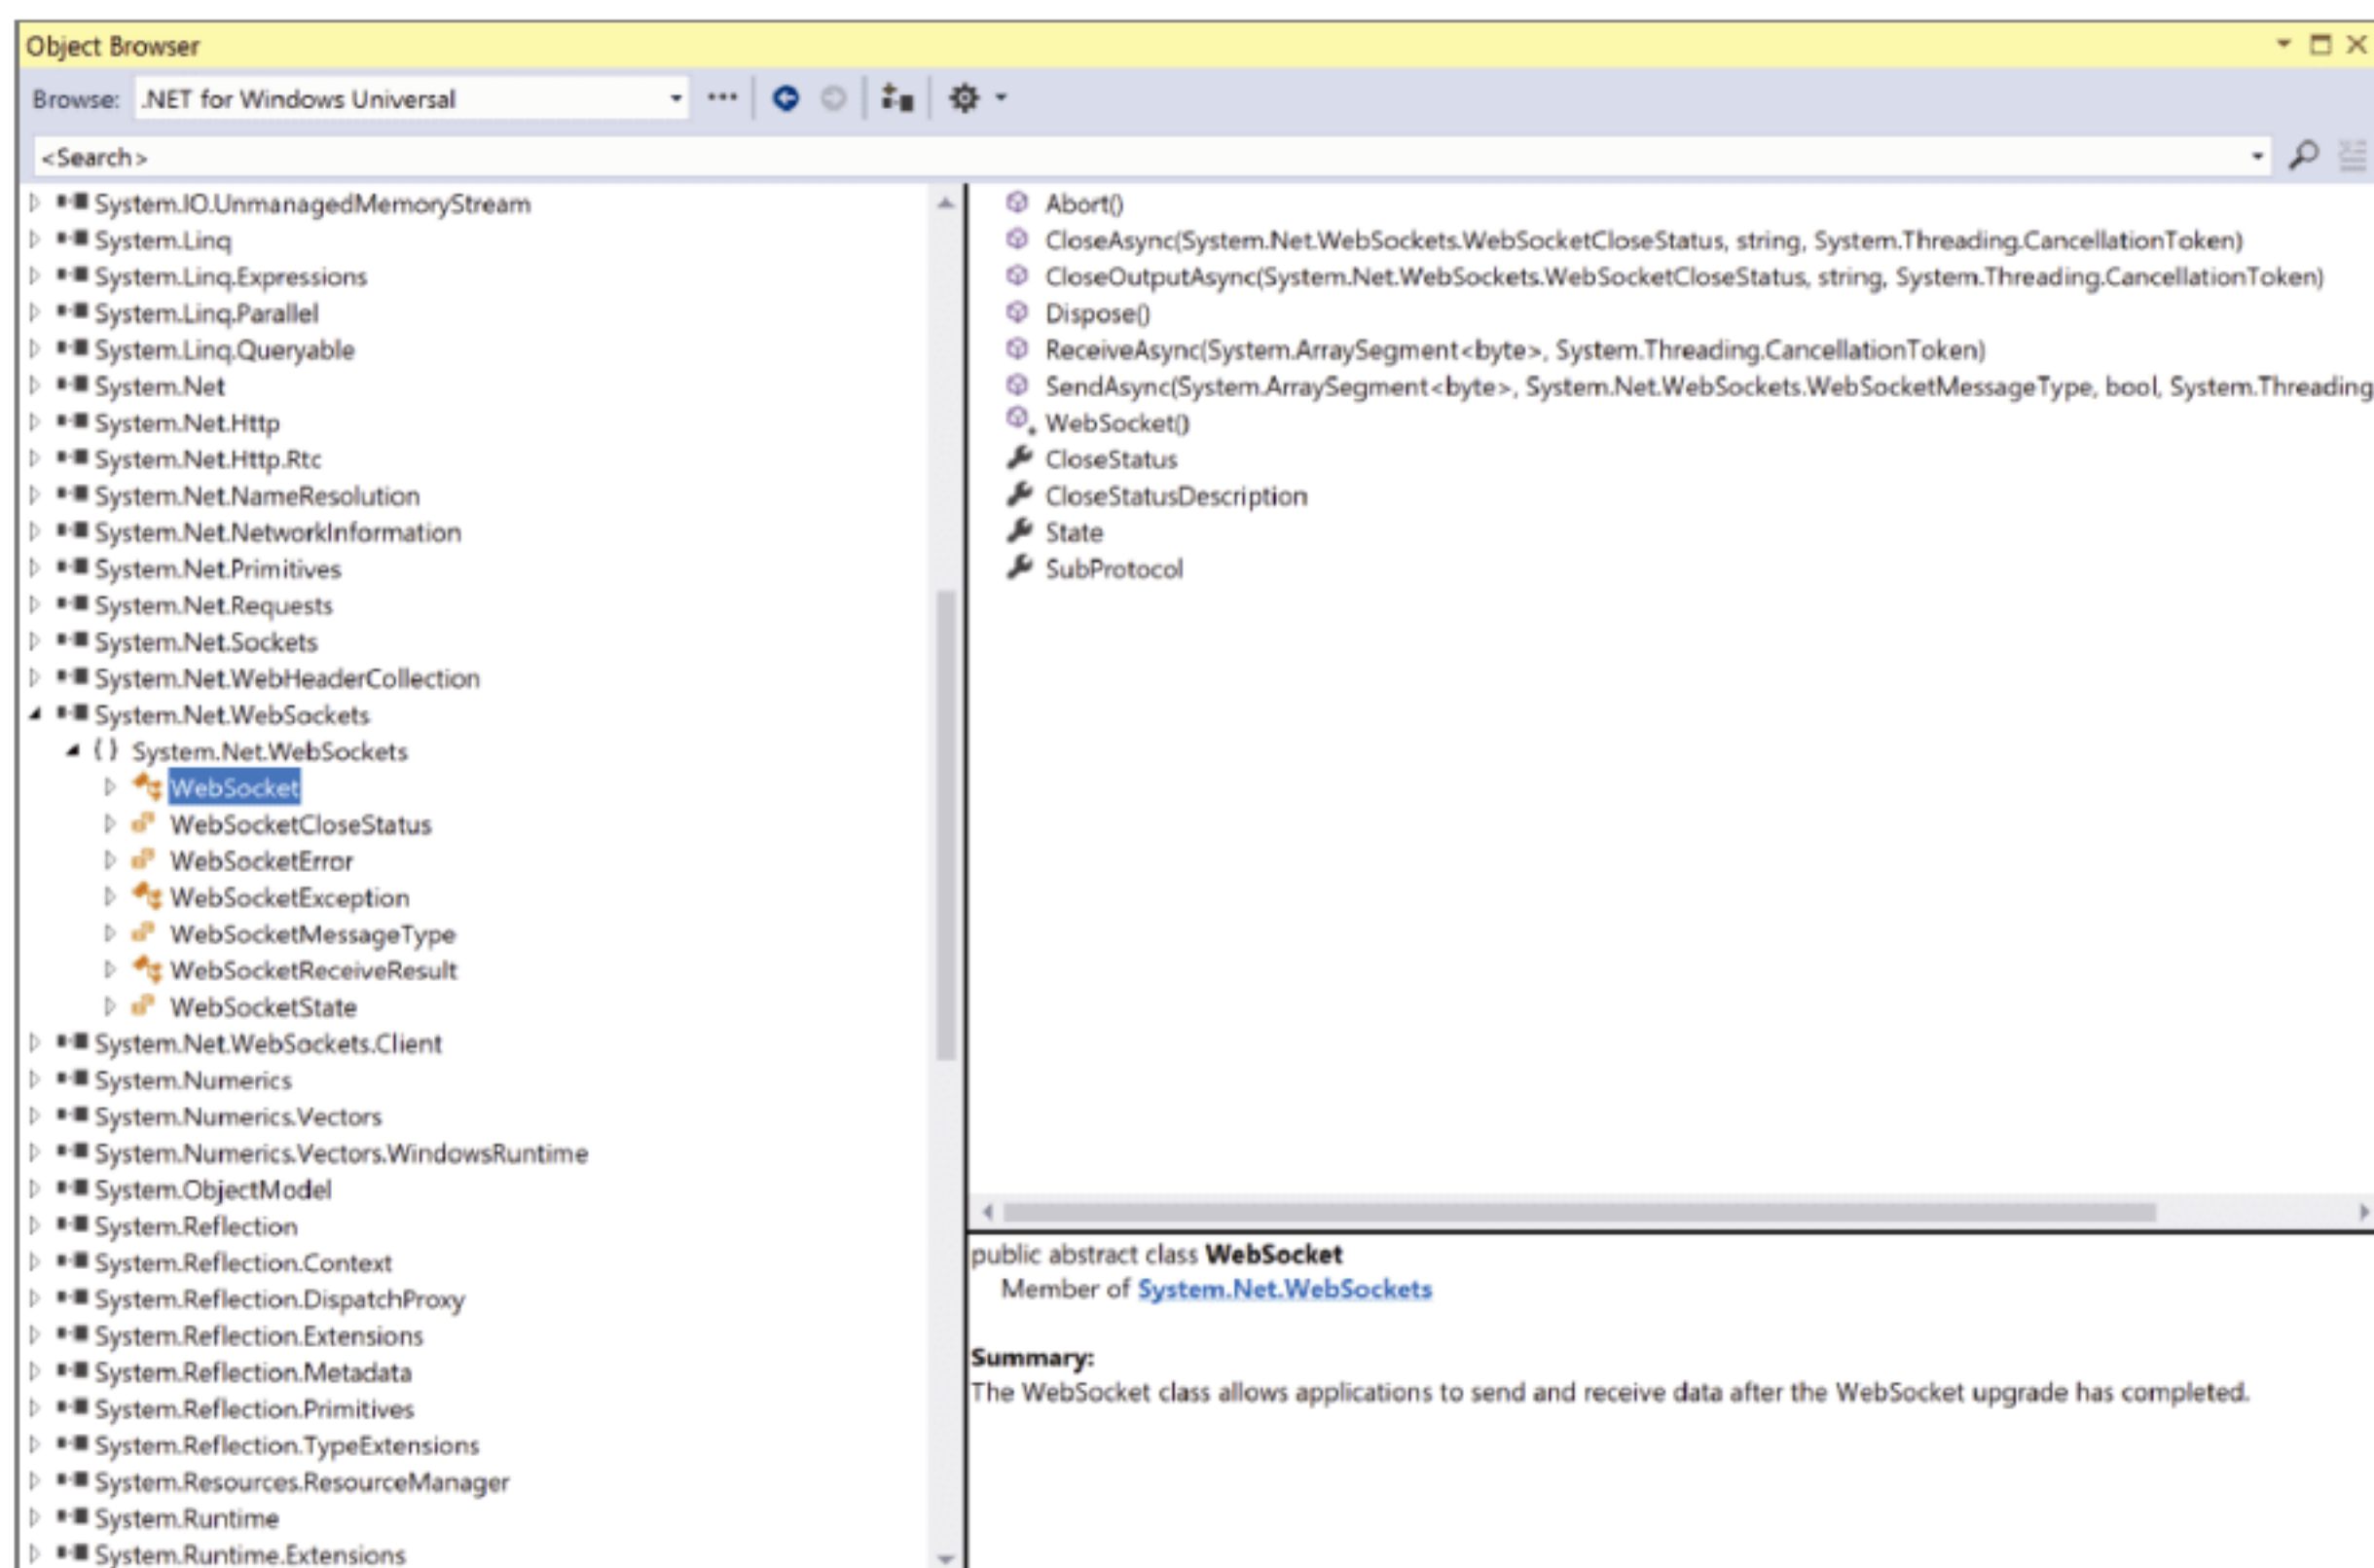 Object Browser
Browse: .NET for Windows Universal
<Search>
System.IO.UnmanagedMemoryStream
System.Linq
System.Linq.Expressions
System.Linq.Parallel
System.Linq.Queryable
System.Net
System.Net.Http
System.Net.Http.Rtc
System.Net.NameResolution
System.Net.NetworkInformation
System.Net.Primitives
System.Net.Requests
System.Net.Sockets
System.Net.WebHeaderCollection
System.Net.WebSockets
{ } System.Net.WebSockets
WebSocket
WebSocketCloseStatus
WebSocketError
WebSocketException
WebSocketMessageType
WebSocketReceiveResult
WebSocketState
System.Net.WebSockets.Client
System.Numerics
System.Numerics.Vectors
System.Numerics.Vectors.WindowsRuntime
System.ObjectModel
System.Reflection
System.Reflection.Context
System.Reflection.DispatchProxy
System.Reflection.Extensions
System.Reflection.Metadata
System.Reflection.Primitives
System.Reflection.TypeExtensions
System.Resources.ResourceManager
System.Runtime
System.Runtime.Extensions
Abort()
CloseAsync(System.Net.WebSockets.WebSocketCloseStatus, string, System.Threading.CancellationToken)
CloseOutputAsync(System.Net.WebSockets.WebSocketCloseStatus, string, System.Threading.CancellationToken)
Dispose()
ReceiveAsync(System.ArraySegment<byte>, System.Threading.CancellationToken)
SendAsync(System.ArraySegment<byte>, System.Net.WebSockets.WebSocketMessageType, bool, System.Threading
WebSocket()
CloseStatus
CloseStatusDescription
State
SubProtocol
public abstract class WebSocket
Member of System.Net.WebSockets
Summary:
The WebSocket class allows applications to send and receive data after the WebSocket upgrade has completed.